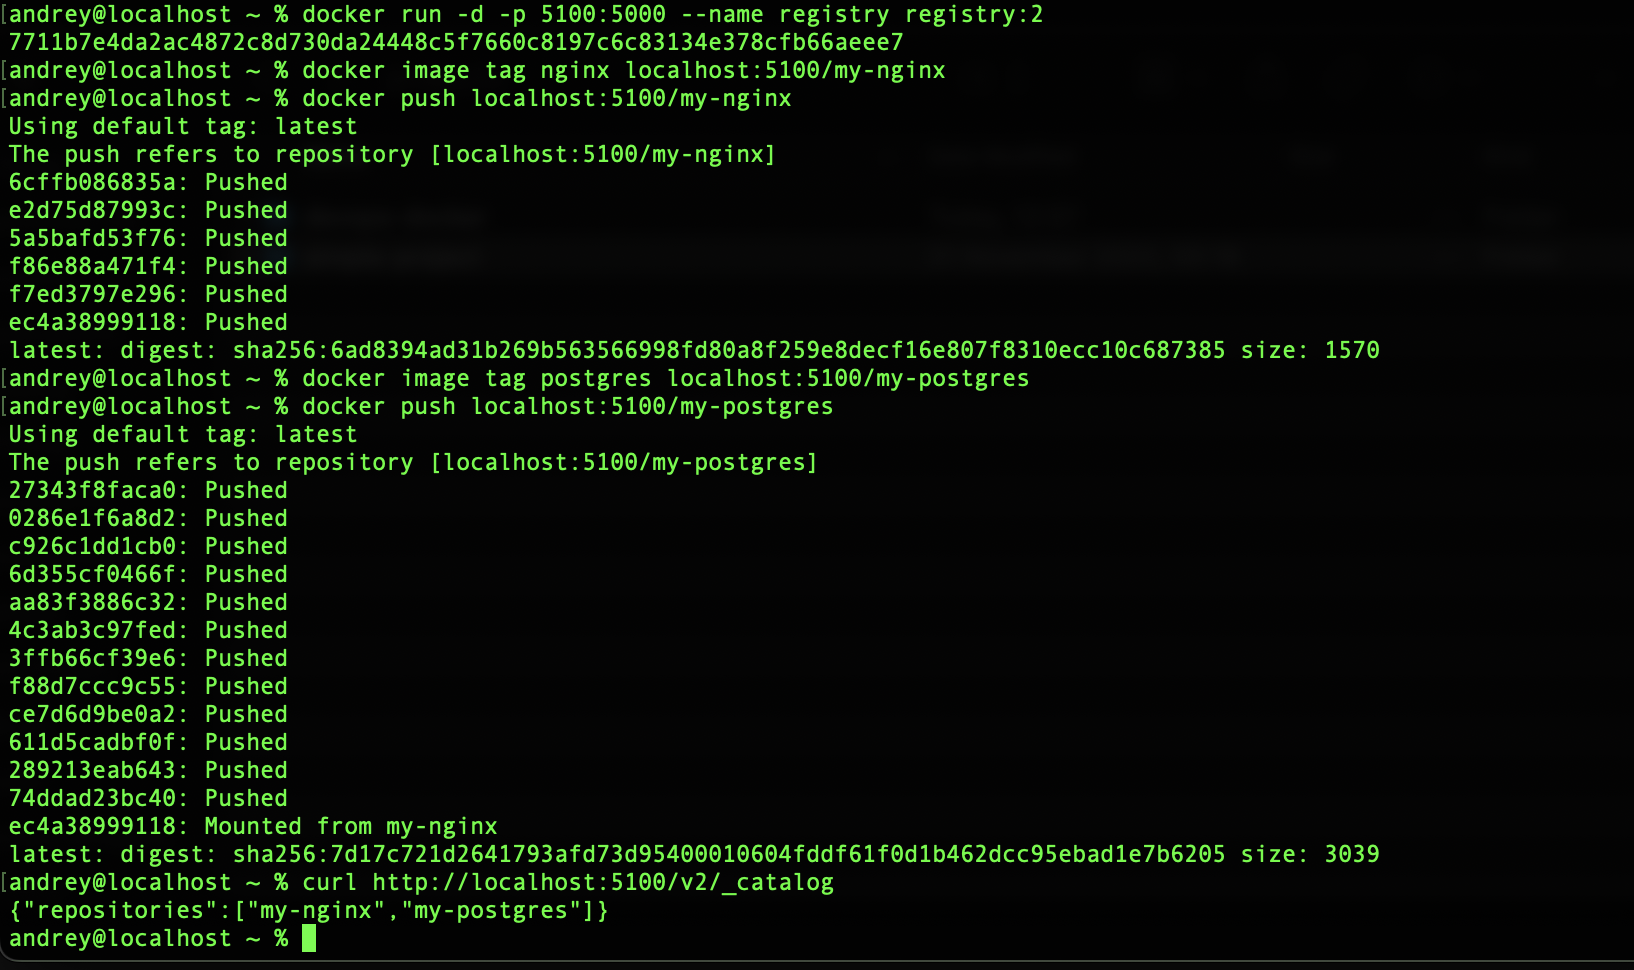 [andrey@localhost ~ % docker run -d -p 5100:5000 --name registry registry:2
7711b7e4da2ac4872c8d730da24448c5f7660c8197c6c83134e378cfb66aeee7
[andrey@localhost ~ % docker image tag nginx localhost:5100/my-nginx
[andrey@localhost ~ % docker push localhost:5100/my-nginx
Using default tag: latest
The push refers to repository [localhost:5100/my-nginx]
6cffb086835a: Pushed
e2d75d87993c: Pushed
5a5bafd53f76: Pushed
f86e88a471f4: Pushed
f7ed3797e296: Pushed
ec4a38999118: Pushed
latest: digest: sha256:6ad8394ad31b269b563566998fd80a8f259e8decf16e807f8310ecc10c687385 size: 1570
[andrey@localhost ~ % docker image tag postgres localhost:5100/my-postgres
[andrey@localhost ~ % docker push localhost:5100/my-postgres
Using default tag: latest
The push refers to repository [localhost:5100/my-postgres]
27343f8faca0: Pushed
0286e1f6a8d2: Pushed
c926c1dd1cb0: Pushed
6d355cf0466f: Pushed
aa83f3886c32: Pushed
4c3ab3c97fed: Pushed
3ffb66cf39e6: Pushed
f88d7ccc9c55: Pushed
ce7d6d9be0a2: Pushed
611d5cadbf0f: Pushed
289213eab643: Pushed
74ddad23bc40: Pushed
ec4a38999118: Mounted from my-nginx
latest: digest: sha256:7d17c721d2641793afd73d95400010604fddf61f0d1b462dcc95ebad1e7b6205 size: 3039
[andrey@localhost ~ % curl http://localhost:5100/v2/_catalog
{"repositories":["my-nginx","my-postgres"]}
andrey@localhost ~ %